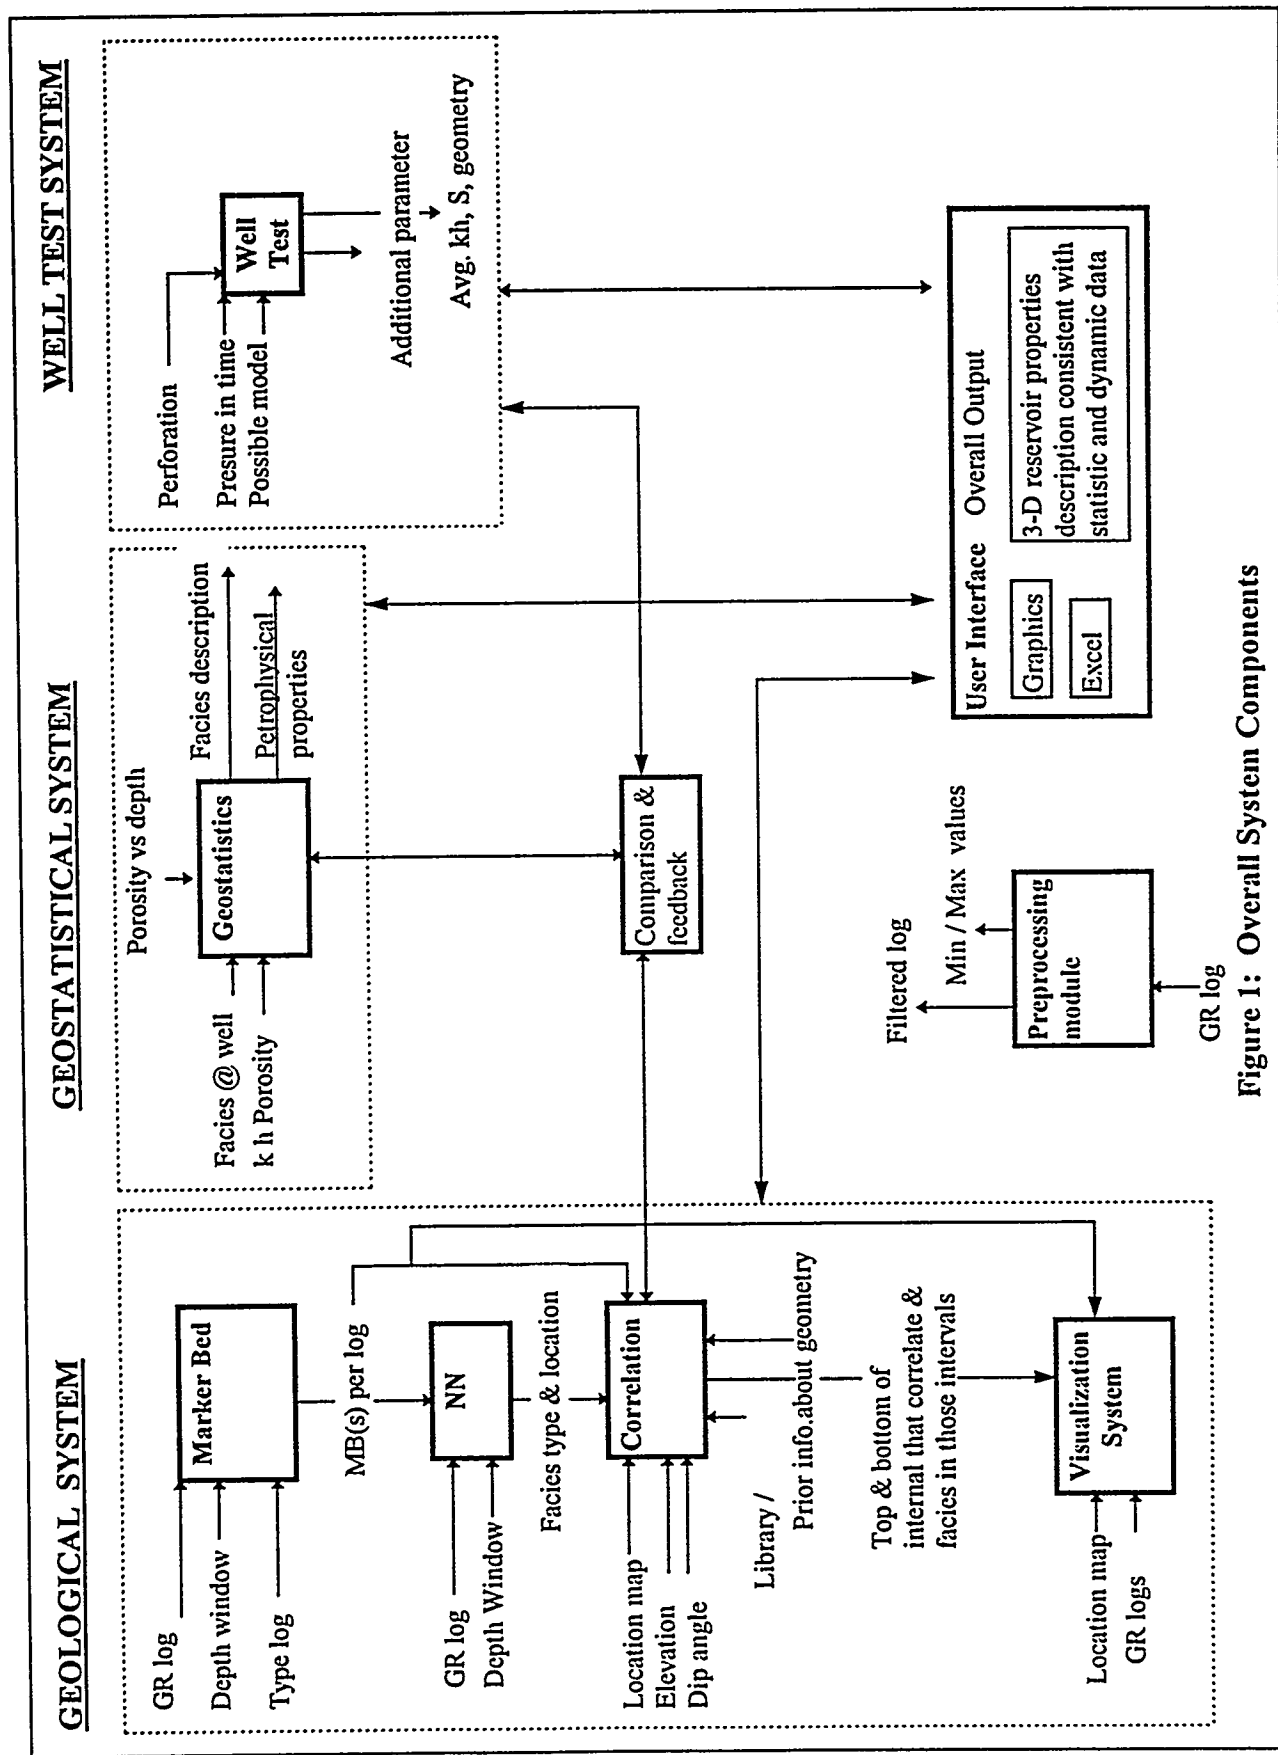 GEOLOGICAL SYSTEM
GR log
Depth window
Type log
Marker Bed
MB(s) per log
GR log
Depth Window
NN
Facies type & location
Location map
Elevation
Dip angle
Correlation
Library /
Prior info.about geometry
Top & bottom of
internal that correlate &
facies in those intervals
Location map
GR logs
Visualization
System
GEOSTATISTICAL SYSTEM
Porosity vs depth
Facies @ well
k h Porosity
Geostatistics
Facies description
Petrophysical
properties
Comparison &
feedback
WELL TEST SYSTEM
Perforation
Presure in time
Possible model
Well
Test
Additional parameter
Avg. kh, S, geometry
Filtered log
Min / Max values
Preprocessing
module
GR log
User Interface
Overall Output
Graphics
Excel
3-D reservoir properties
description consistent with
statistic and dynamic data
Figure 1: Overall System Components